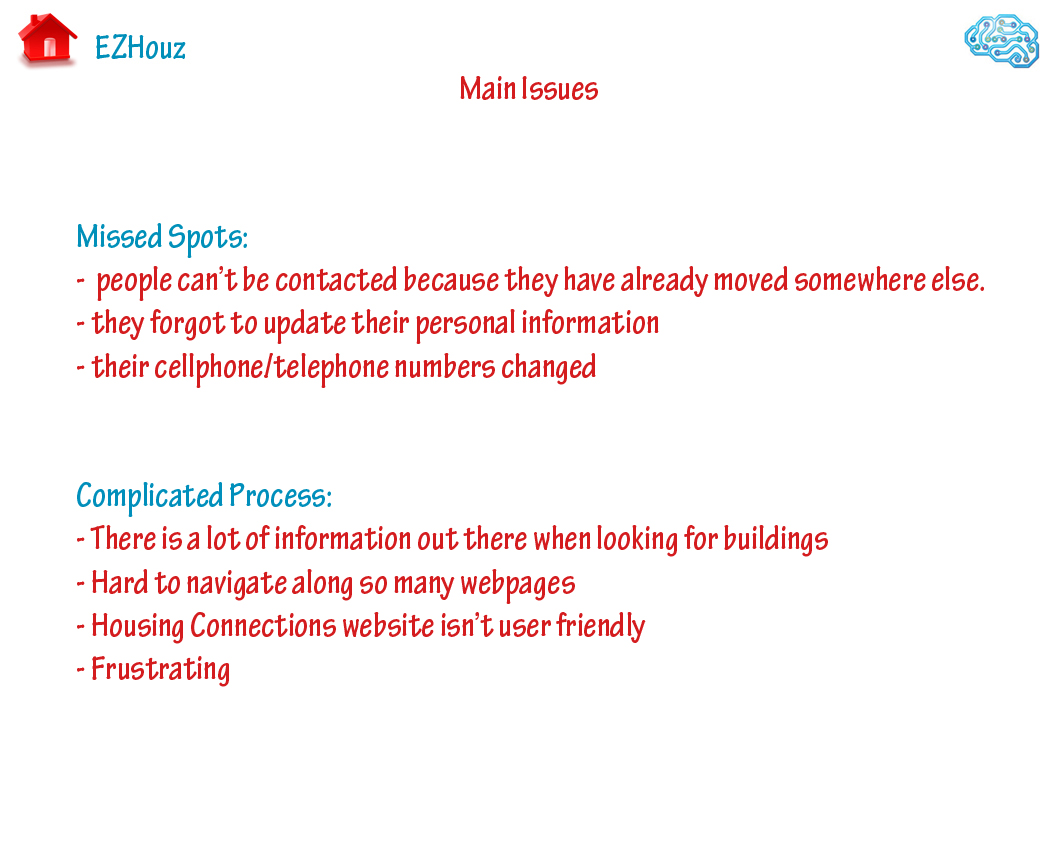 EZHouz
Main Issues
Missed Spots:
- people can't be contacted because they have already moved somewhere else.
- they forgot to update their personal information
- their cellphone/telephone numbers changed
Complicated Process:
- There is a lot of information out there when looking for buildings
- Hard to navigate along so many webpages
- Housing Connections website isn't user friendly
- Frustrating